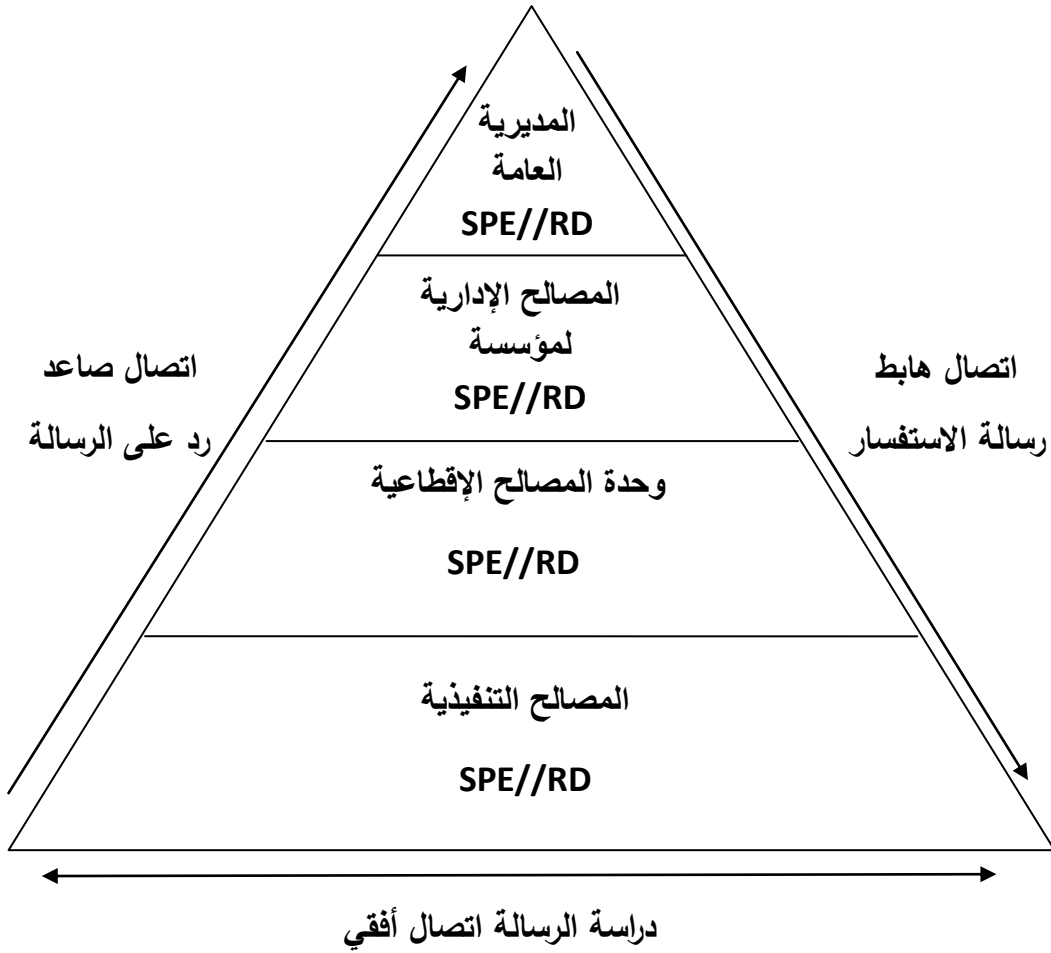 المديرية
العامة
SPE//RD
المصالح الإدارية
لمؤسسة
SPE//RD
اتصال هابط
رسالة الاستفسار
اتصال صاعد
رد على الرسالة
وحدة المصالح الإقطاعية
SPE//RD
المصالح التنفيذية
SPE//RD
دراسة الرسالة اتصال أفقي